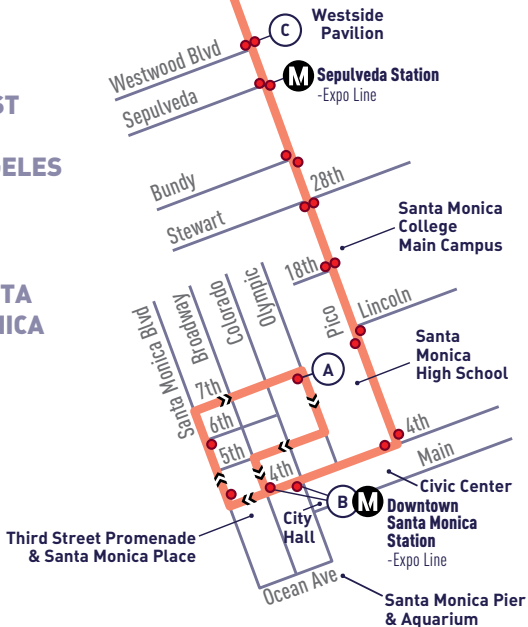 C
Westside
Pavilion
Westwood Blvd
M
Sepulveda Station
-Expo Line
Sepulveda
ST
ELES
Bundy
28th
Stewart
Santa Monica
College
Main Campus
18th
TA
ICA
Santa Monica Blvd
Broadway
Colorado
Olympic
Pico
Lincoln
Santa
Monica
High School
A
7th
6th
5th
4th
4th
Main
Civic Center
B
M
City
Hall
Downtown
Santa Monica
Station
-Expo Line
Third Street Promenade
& Santa Monica Place
Ocean Ave
Santa Monica Pier
& Aquarium